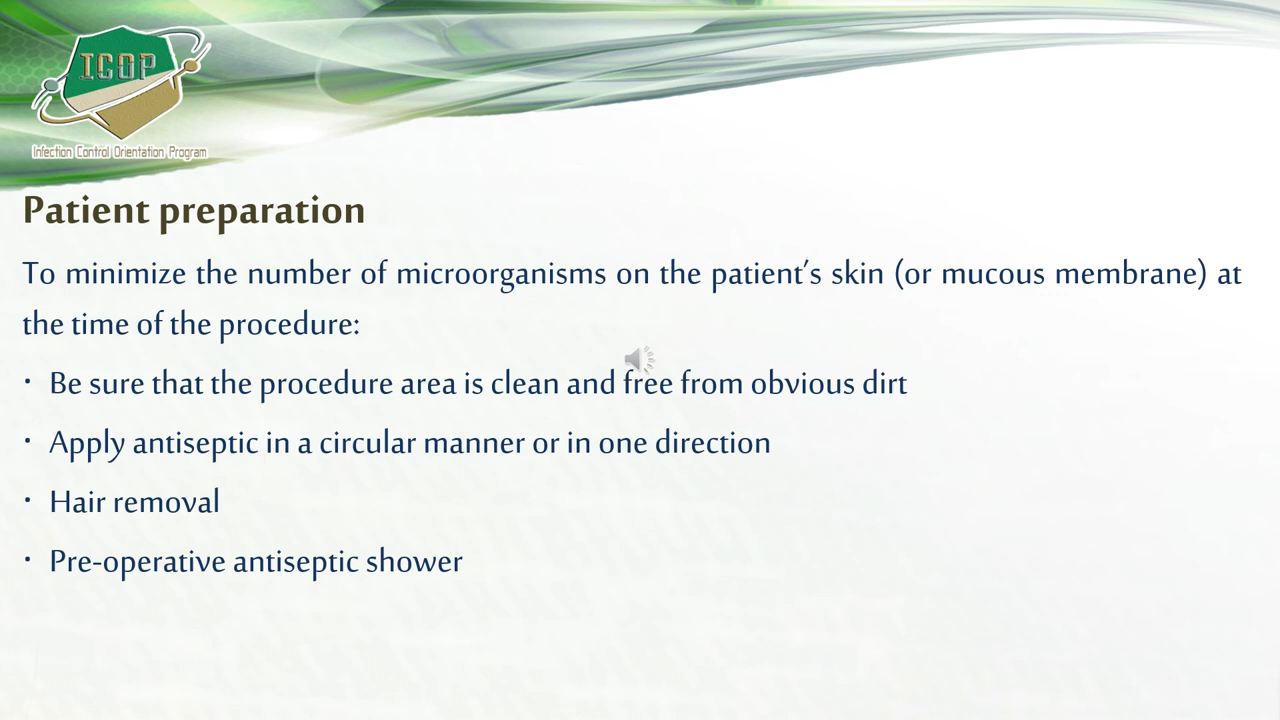 ICOP
Infection Control Orientation Program
Patient preparation
To minimize the number of microorganisms on the patient’s skin (or mucous membrane) at
the time of the procedure:
• Be sure that the procedure area is clean and free from obvious dirt
• Apply antiseptic in a circular manner or in one direction
• Hair removal
• Pre-operative antiseptic shower